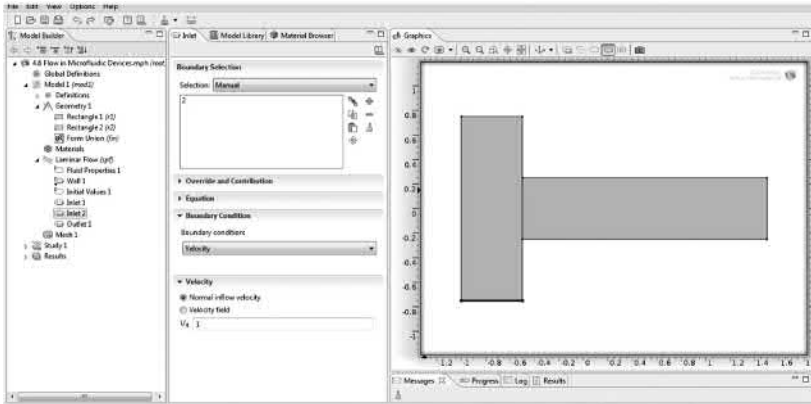 File Edit View Options Help
Model Builder
4.6 Flow in Microfluidic Devices.mph (root)
Global Definitions
Model 1 (mod1)
Definitions
Geometry 1
Rectangle 1 (r1)
Rectangle 2 (r2)
Form Union (fin)
Materials
Laminar Flow (spf)
Fluid Properties 1
Wall 1
Initial Values 1
Inlet 1
Inlet 2
Outlet 1
Mesh 1
Study 1
Results
Inlet Model Library Material Browser
Boundary Selection
Selection: Manual
2
Override and Contribution
Equation
Boundary Condition
Boundary conditions
Velocity
Velocity
Normal inflow velocity
Velocity field
Graphics
1
0.8
0.6
0.4
0.2
0
-0.2
-0.4
-0.6
-0.8
-1
-1.2 -1 -0.8 -0.6 -0.4 -0.2 0 0.2 0.4 0.6 0.8 1 1.2 1.4 1.6 1.8
Messages Progress Log Results